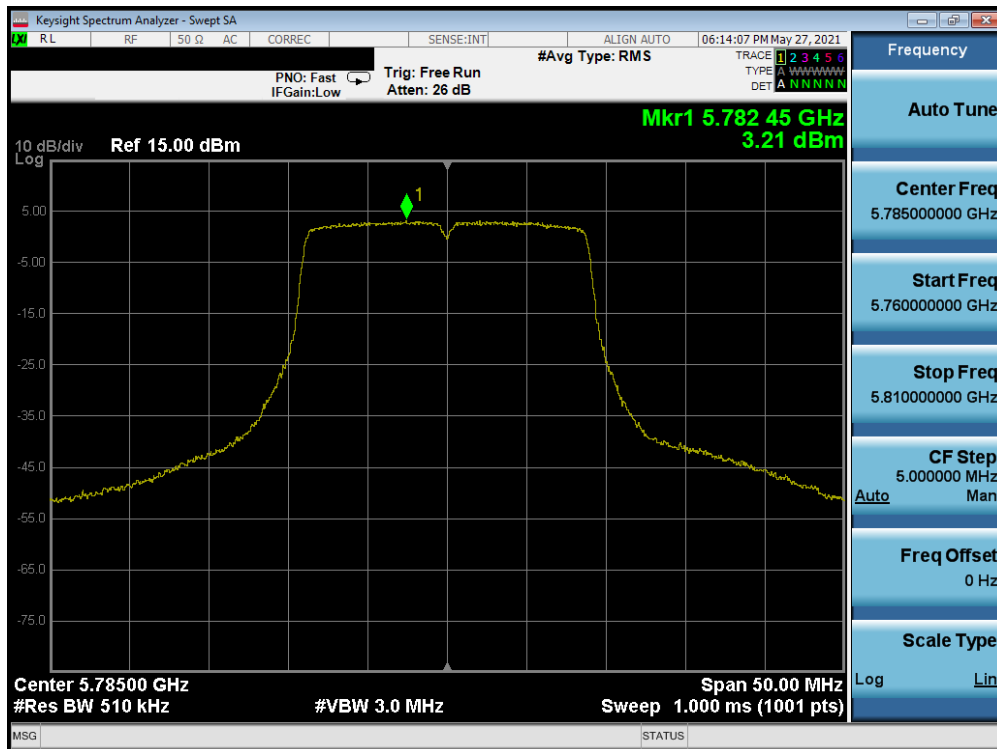 Keysight Spectrum Analyzer - Swept SA
LXI RL RF 50 Ω AC CORREC SENSE:INT ALIGN AUTO 06:14:07 PM May 27, 2021
Frequency
#Avg Type: RMS
TRACE 1 2 3 4 5 6
PNO: Fast Trig: Free Run
TYPE A WWWWW
IFGain:Low Atten: 26 dB
DET A N N N N N
Auto Tune
Mkr1 5.782 45 GHz
3.21 dBm
10 dB/div Ref 15.00 dBm
Log
1
5.00
-5.00
-15.0
-25.0
-35.0
-45.0
-55.0
-65.0
-75.0
Center Freq
5.785000000 GHz
Start Freq
5.760000000 GHz
Stop Freq
5.810000000 GHz
CF Step
5.000000 MHz
Auto Man
Freq Offset
0 Hz
Scale Type
Log Lin
Center 5.78500 GHz Span 50.00 MHz
#Res BW 510 kHz #VBW 3.0 MHz Sweep 1.000 ms (1001 pts)
MSG STATUS